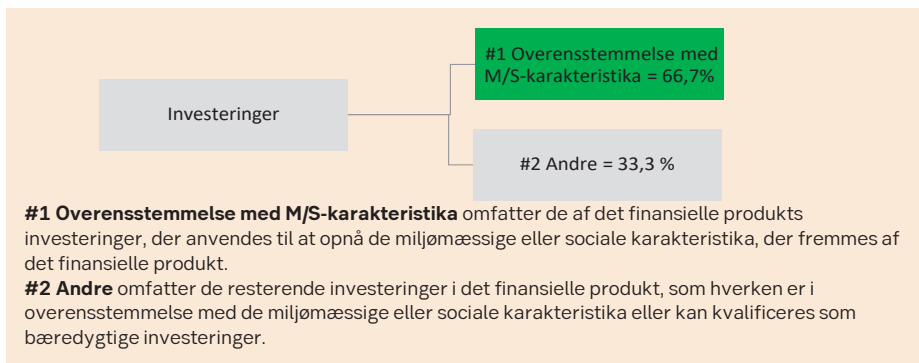 #1 Overensstemmelse med
M/S-karakteristika = 66,7%
Investeringer
#2 Andre = 33,3 %
#1 Overensstemmelse med M/S-karakteristika omfatter de af det finansielle produkts
investeringer, der anvendes til at opnå de miljømæssige eller sociale karakteristika, der fremmes af
det finansielle produkt.
#2 Andre omfatter de resterende investeringer i det finansielle produkt, som hverken er i
overensstemmelse med de miljømæssige eller sociale karakteristika eller kan kvalificeres som
bæredygtige investeringer.